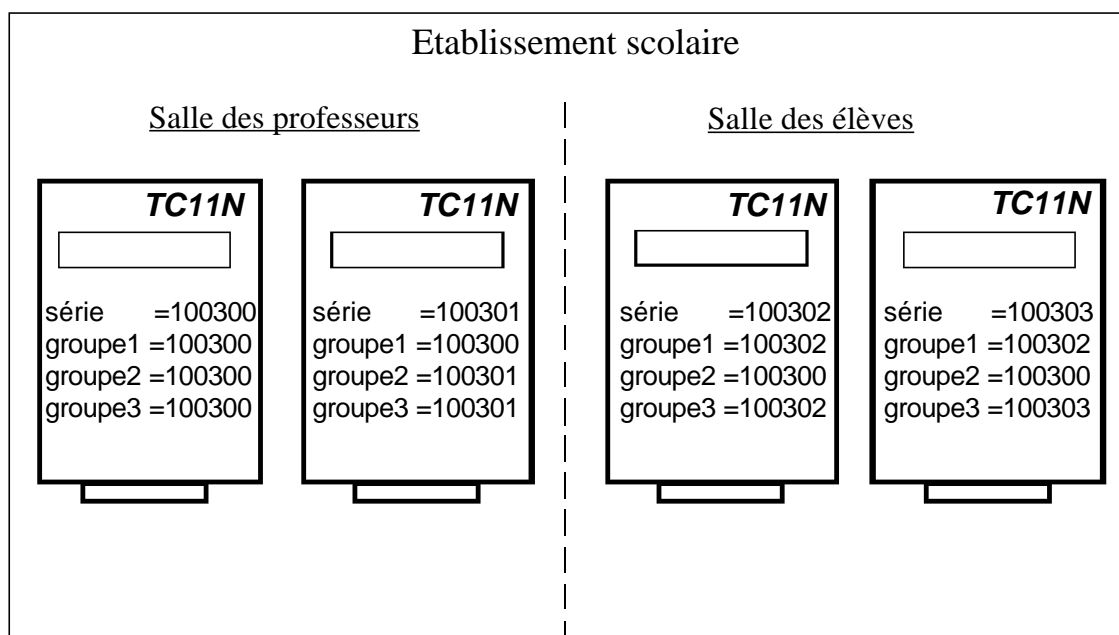 Etablissement scolaire
Salle des professeurs
TC11N
série =100300
groupe1 =100300
groupe2 =100300
groupe3 =100300
TC11N
série =100301
groupe1 =100300
groupe2 =100301
groupe3 =100301
Salle des élèves
TC11N
série =100302
groupe1 =100302
groupe2 =100300
groupe3 =100302
TC11N
série =100303
groupe1 =100302
groupe2 =100300
groupe3 =100303